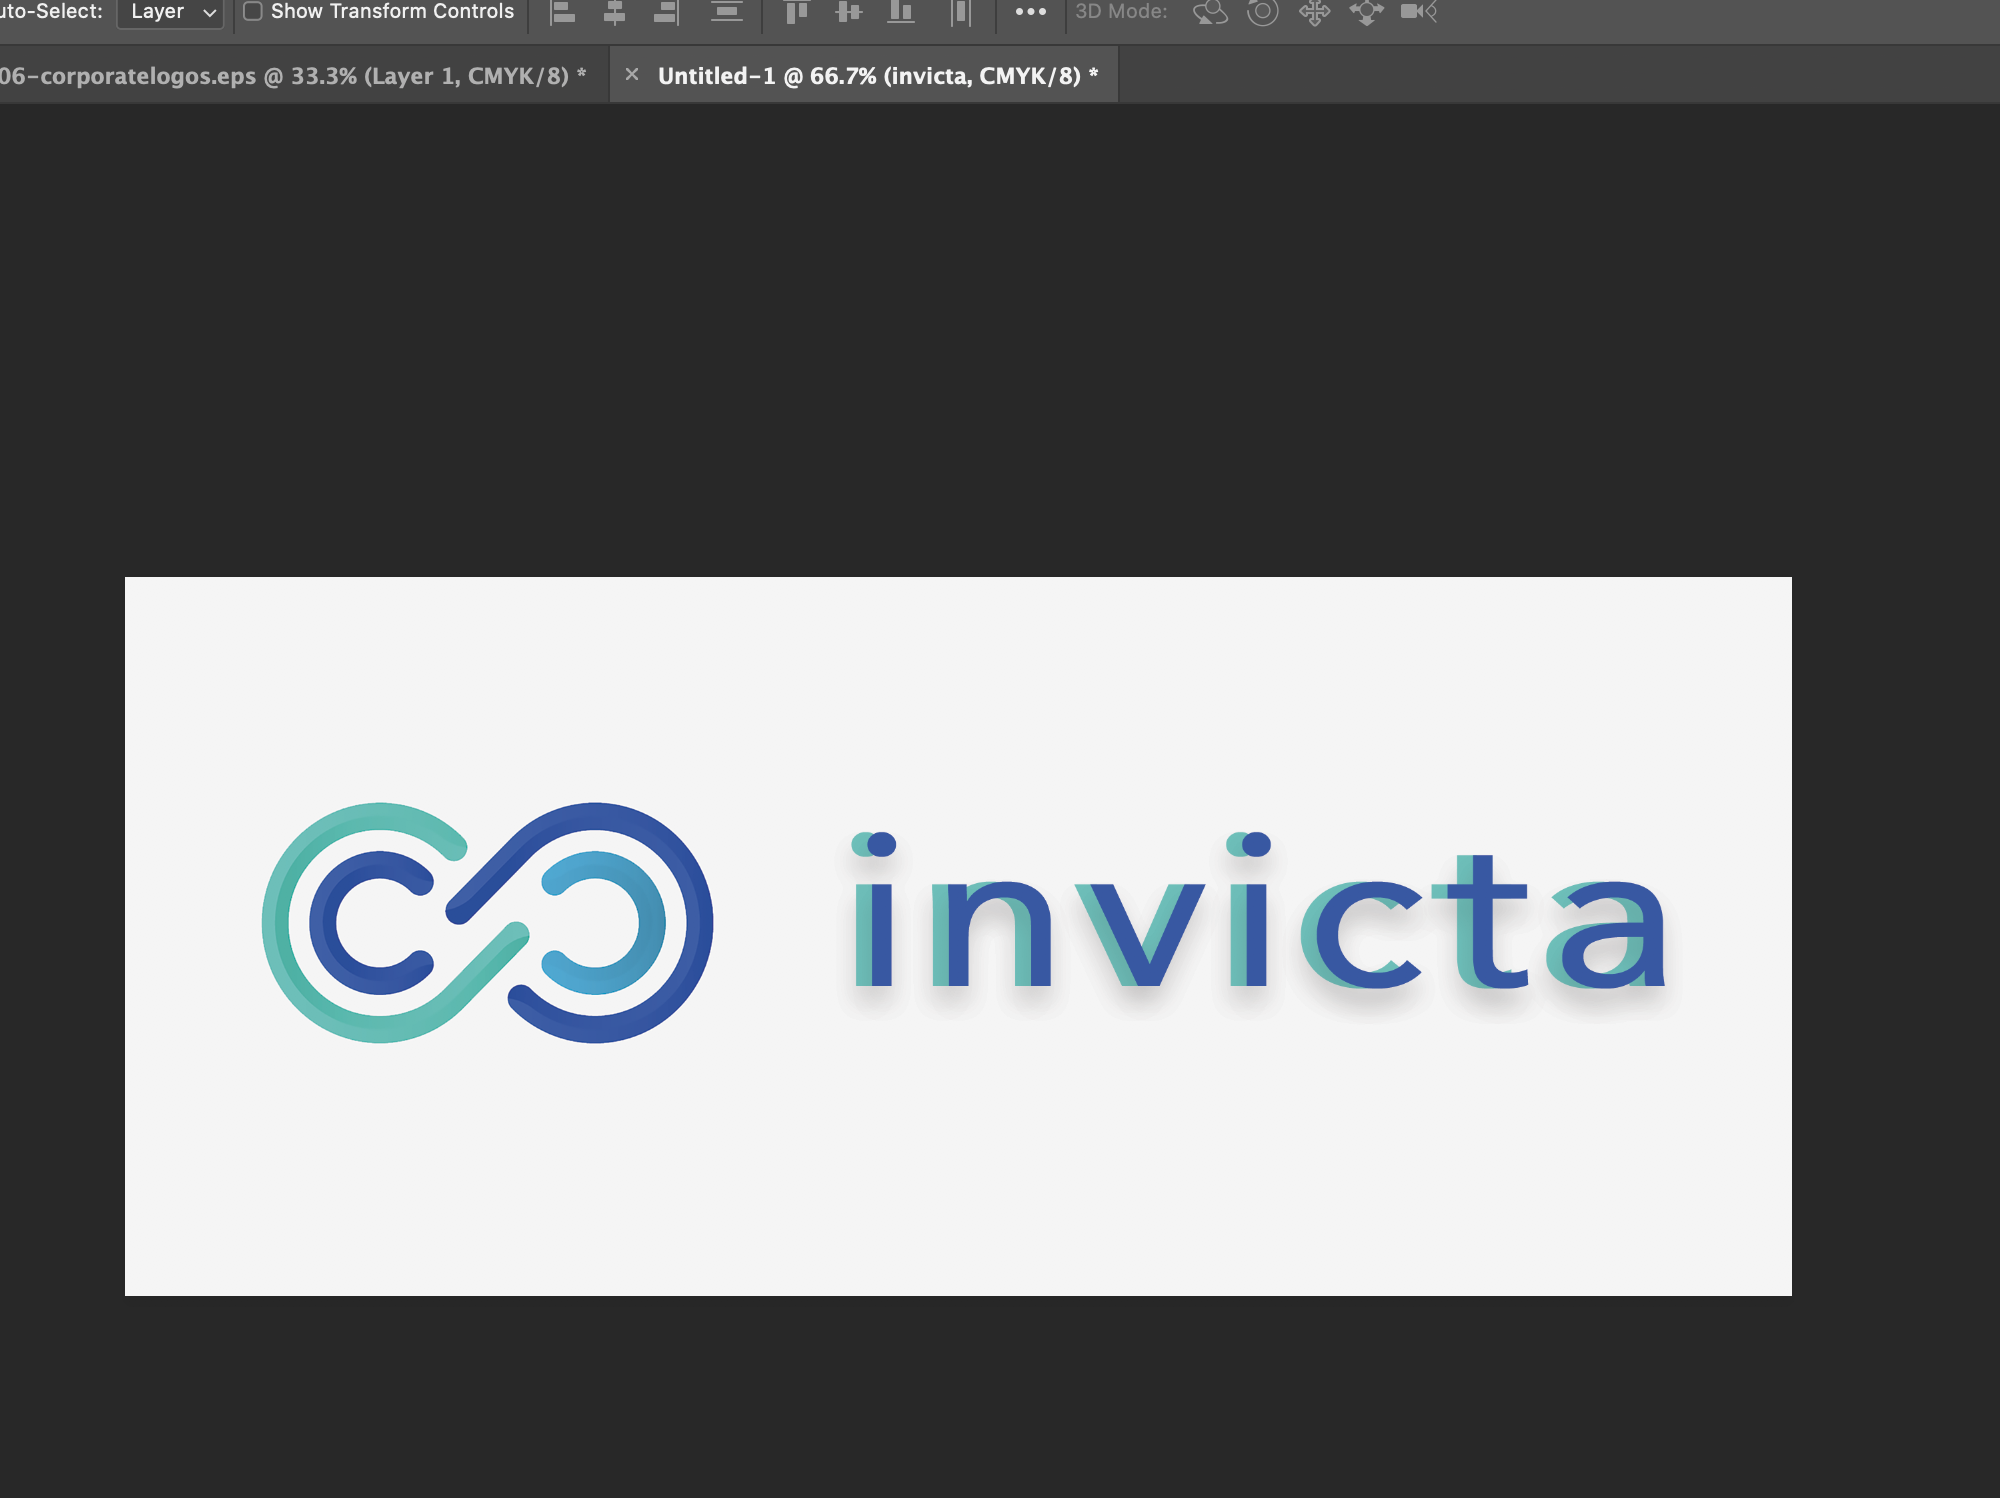 uto-Select: Layer Show Transform Controls 3D Mode:
06-corporatelogos.eps @ 33.3% (Layer 1, CMYK/8) * × Untitled-1 @ 66.7% (invicta, CMYK/8) *
invicta